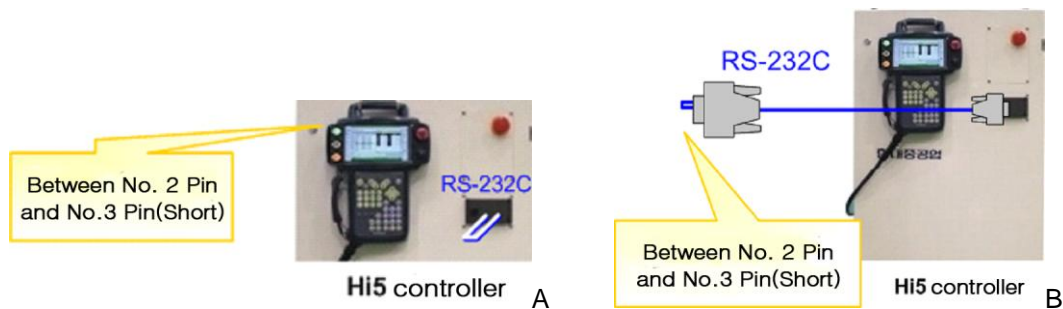 Between No. 2 Pin
and No.3 Pin(Short)
RS-232C
Hi5 controller
A
RS-232C
Between No. 2 Pin
and No.3 Pin(Short)
Hi5 controller
B